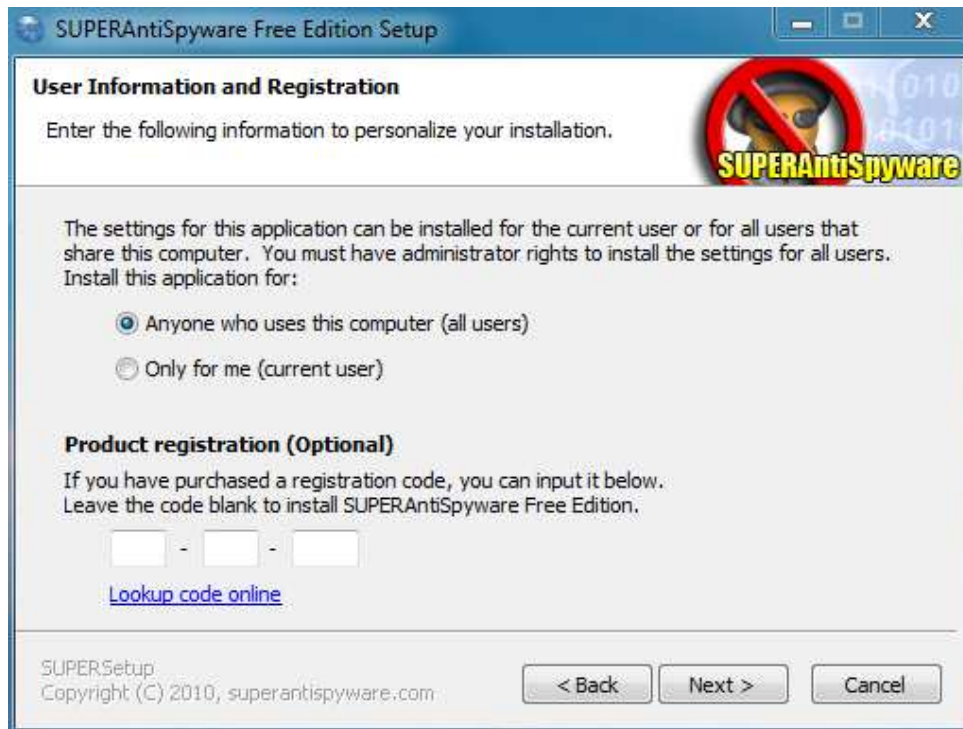 SUPERAntiSpyware Free Edition Setup
User Information and Registration
Enter the following information to personalize your installation.
SUPERAntiSpyware
The settings for this application can be installed for the current user or for all users that
share this computer. You must have administrator rights to install the settings for all users.
Install this application for:
Anyone who uses this computer (all users)
Only for me (current user)
Product registration (Optional)
If you have purchased a registration code, you can input it below.
Leave the code blank to install SUPERAntiSpyware Free Edition.
- -
Lookup code online
SUPERSetup
Copyright (C) 2010, superantispyware.com
< Back Next > Cancel